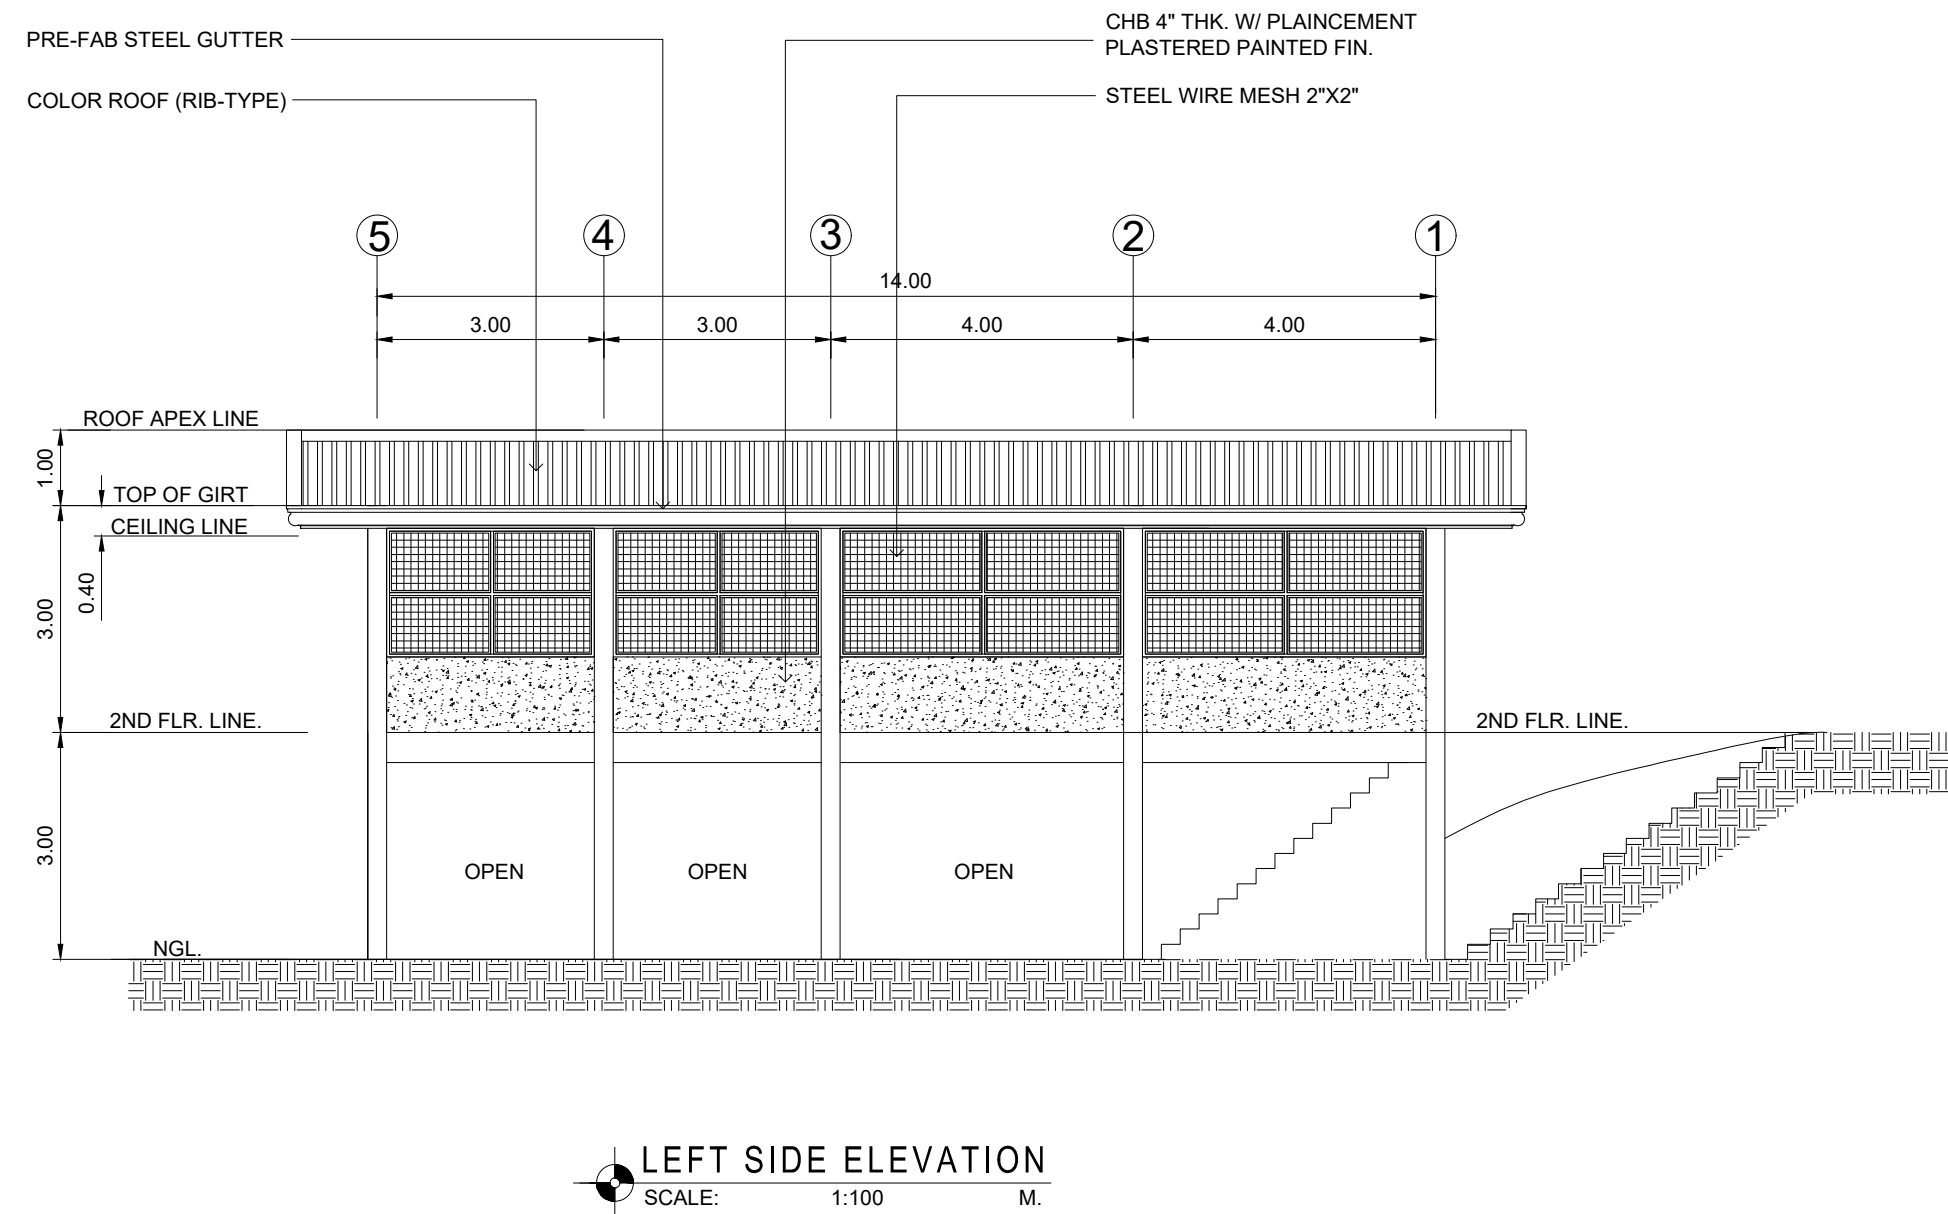 PRE-FAB STEEL GUTTER
CHB 4" THK. W/ PLAINCEMENT
PLASTERED PAINTED FIN.
COLOR ROOF (RIB-TYPE)
STEEL WIRE MESH 2"X2"
5 4 3 2 1
14.00
3.00 3.00 4.00 4.00
ROOF APEX LINE
1.00
TOP OF GIRT
CEILING LINE
0.40
3.00
2ND FLR. LINE.
2ND FLR. LINE.
3.00
OPEN OPEN OPEN
NGL.
LEFT SIDE ELEVATION
SCALE: 1:100 M.